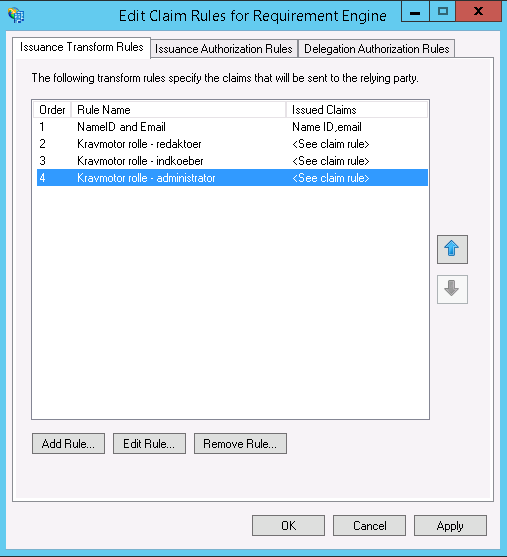 Edit Claim Rules for Requirement Engine
Issuance Transform Rules Issuance Authorization Rules Delegation Authorization Rules
The following transform rules specify the claims that will be sent to the relying party.
Order Rule Name Issued Claims
1 NameID and Email Name ID,email
2 Kravmotor rolle - redaktoer <See claim rule>
3 Kravmotor rolle - indkoeber <See claim rule>
4 Kravmotor rolle - administrator <See claim rule>
Add Rule... Edit Rule... Remove Rule...
OK Cancel Apply